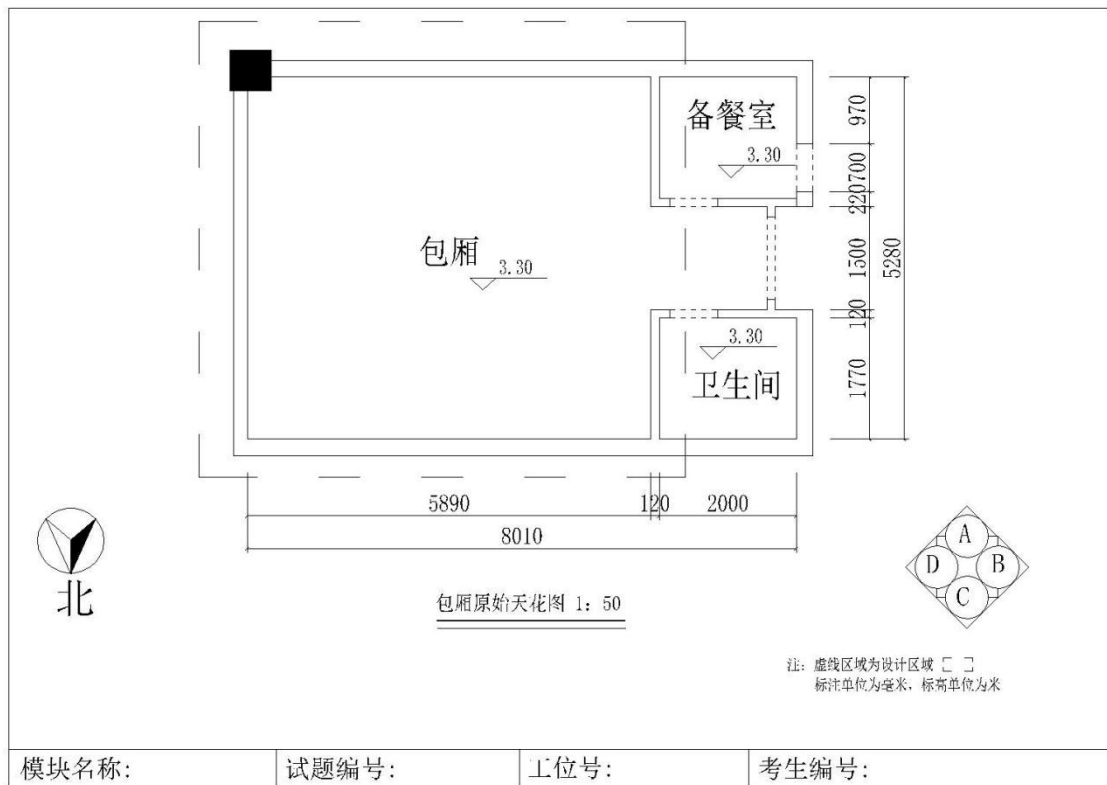 备餐室
3.30
包厢
3.30
3.30
卫生间
970
700
220
1500
120
1770
5280
5890
120
2000
8010
北
A
D
B
C
包厢原始天花图 1: 50
注: 虚线区域为设计区域
标注单位为毫米, 标高单位为米
模块名称:
试题编号:
工位号:
考生编号: